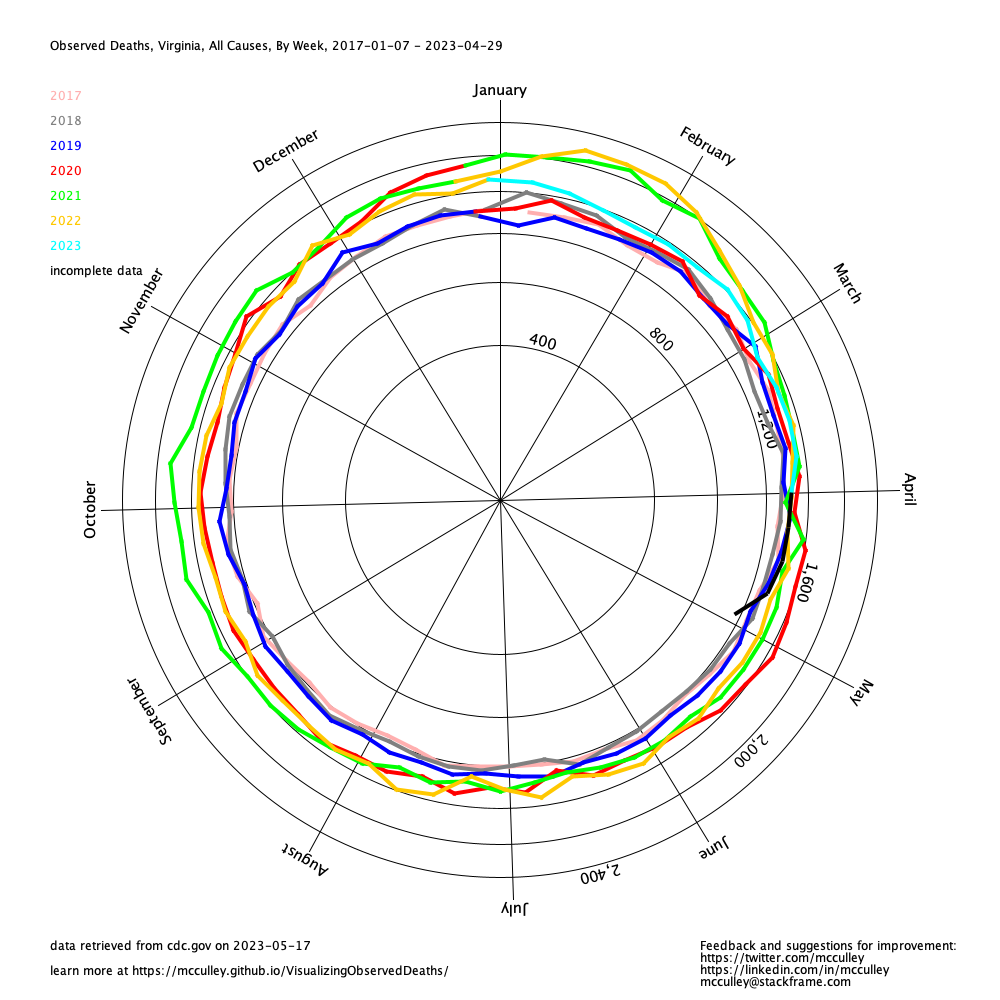 Observed Deaths, Virginia, All Causes, By Week, 2017-01-07 - 2023-04-29
January
2017
2018
2019
2020
2021
2022
2023
incomplete data
December
February
November
March
400
800
1,200
October
April
1,600
September
May
2,000
August
June
2,400
July
data retrieved from cdc.gov on 2023-05-17
learn more at https://mcculley.github.io/VisualizingObservedDeaths/
Feedback and suggestions for improvement:
https://twitter.com/mcculley
https://linkedin.com/in/mcculley
mcculley@stackframe.com